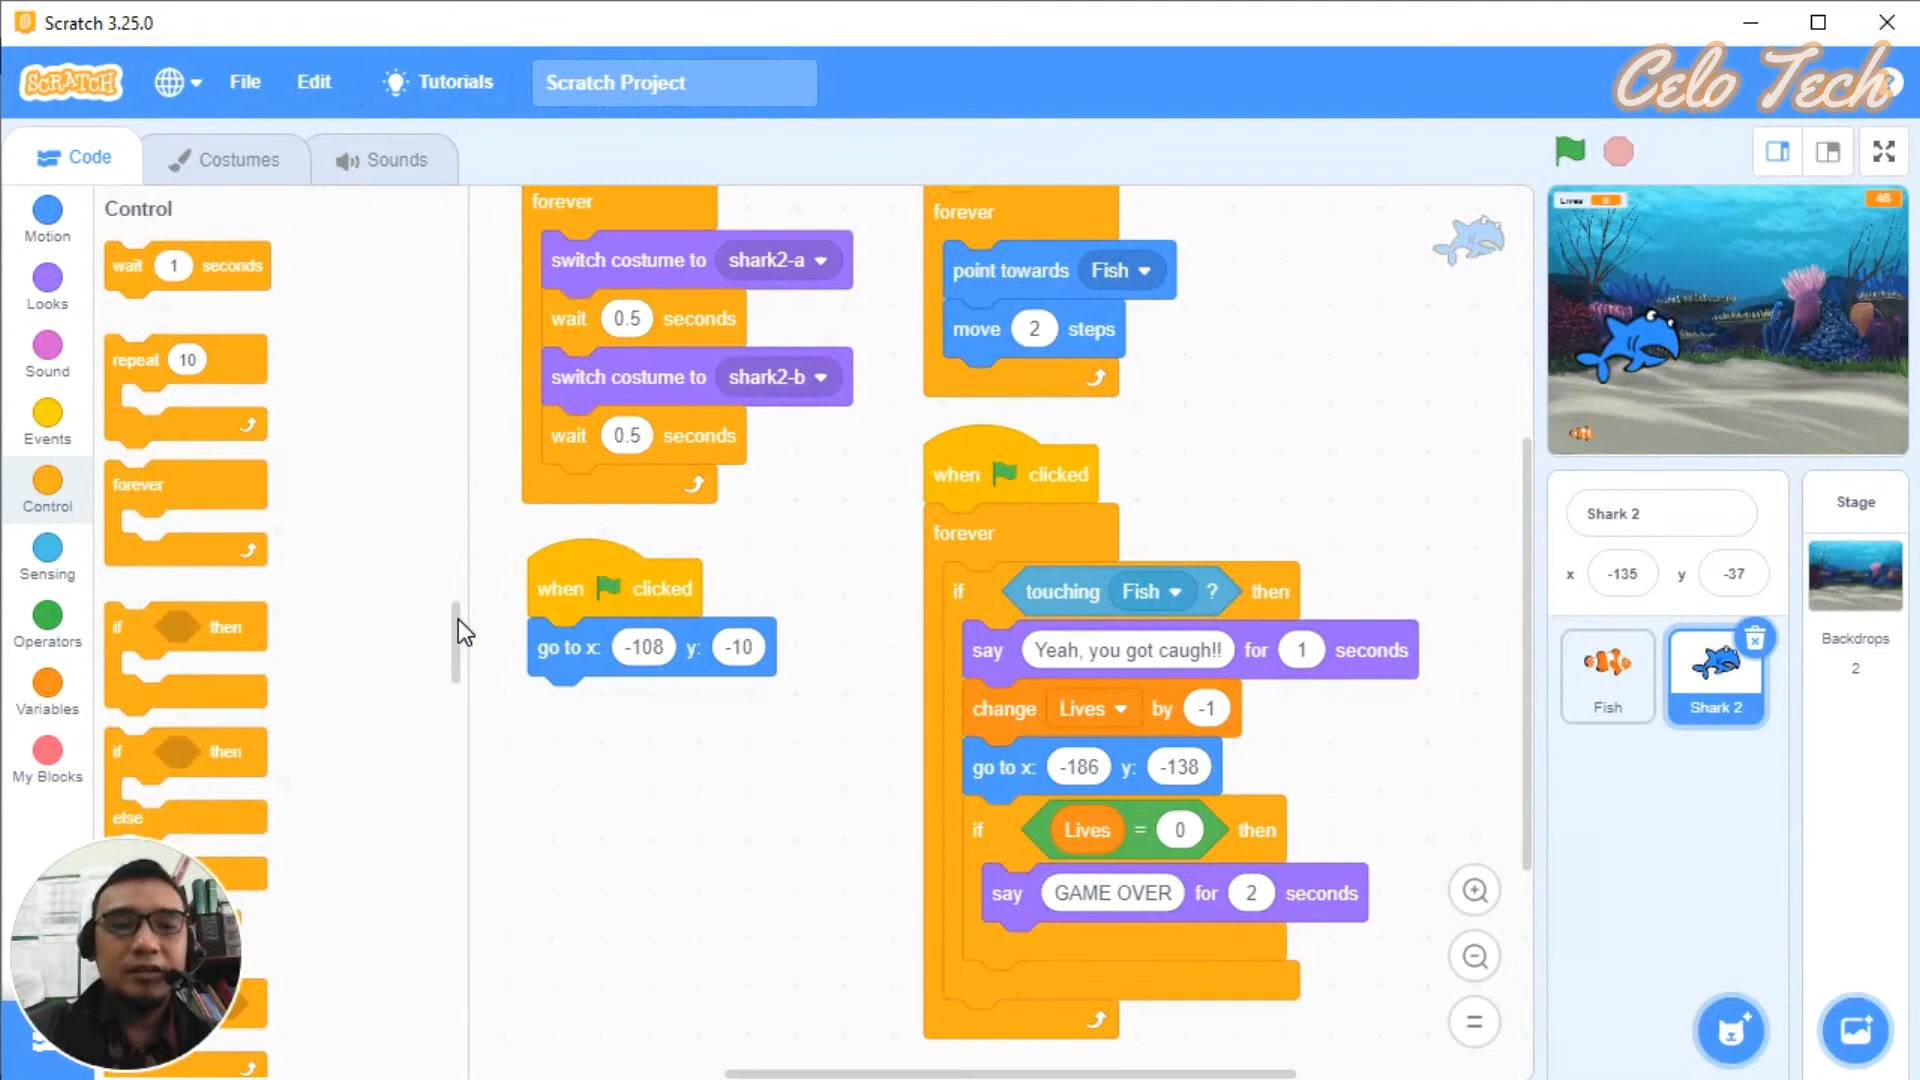 Scratch 3.25.0
SCRATCH
File
Edit
Tutorials
Scratch Project
Celo Tech
Code
Costumes
Sounds
Motion
Looks
Sound
Events
Control
Sensing
Operators
Variables
My Blocks
Control
wait 1 seconds
repeat 10
forever
if then
if then
else
forever
switch costume to shark2-a
wait 0.5 seconds
switch costume to shark2-b
wait 0.5 seconds
when clicked
go to x: -108 y: -10
forever
point towards Fish
move 2 steps
when clicked
forever
if touching Fish ? then
say Yeah, you got caugh!! for 1 seconds
change Lives by -1
go to x: -186 y: -138
if Lives = 0 then
say GAME OVER for 2 seconds
Lives
Shark 2
x -135 y -37
Fish
Shark 2
Stage
Backdrops
2